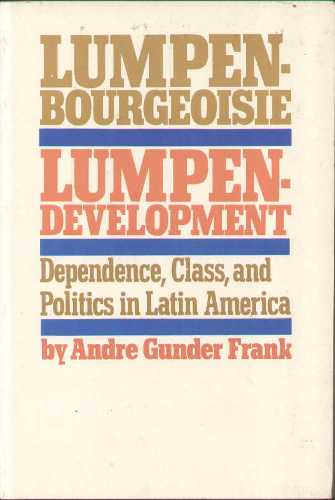 LUMPEN-
BOURGEOISIE
LUMPEN-
DEVELOPMENT
Dependence, Class, and
Politics in Latin America
by Andre Gunder Frank